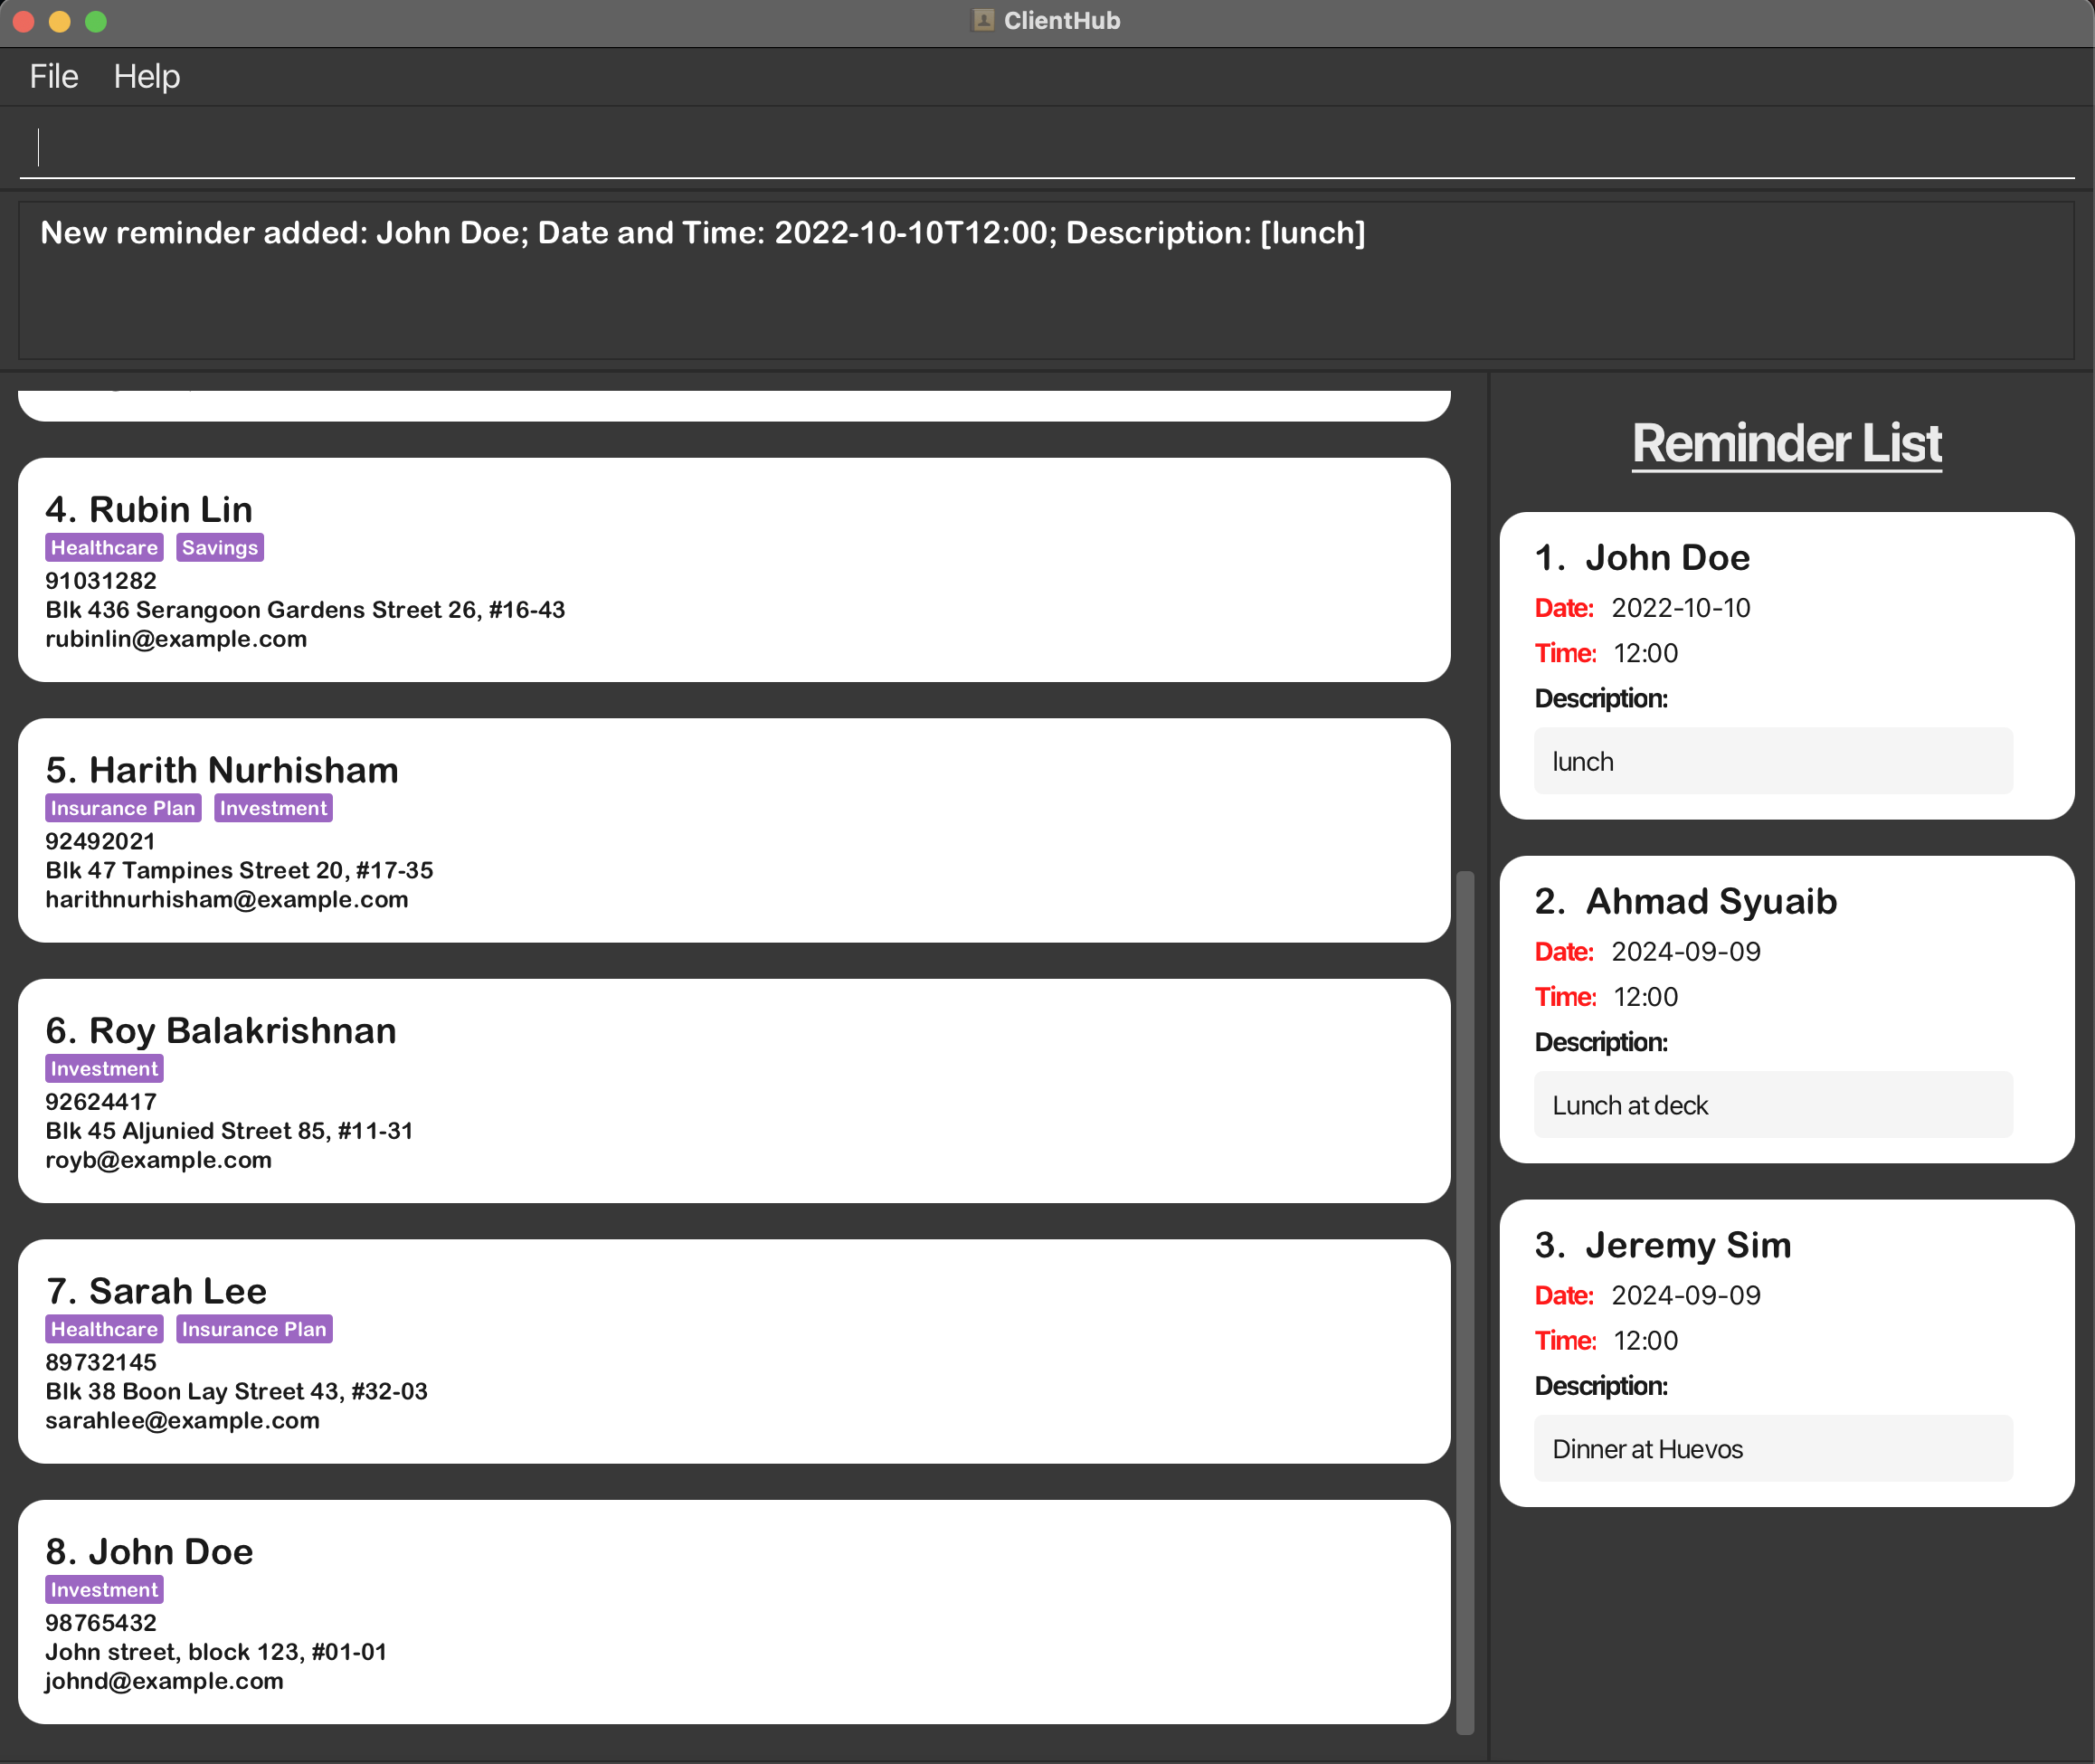 ClientHub
File Help
New reminder added: John Doe; Date and Time: 2022-10-10T12:00; Description: [lunch]
4. Rubin Lin
Healthcare Savings
91031282
Blk 436 Serangoon Gardens Street 26, #16-43
rubinlin@example.com
5. Harith Nurhisham
Insurance Plan Investment
92492021
Blk 47 Tampines Street 20, #17-35
harithnurhisham@example.com
6. Roy Balakrishnan
Investment
92624417
Blk 45 Aljunied Street 85, #11-31
royb@example.com
7. Sarah Lee
Healthcare Insurance Plan
89732145
Blk 38 Boon Lay Street 43, #32-03
sarahlee@example.com
8. John Doe
Investment
98765432
John street, block 123, #01-01
johnd@example.com
Reminder List
1. John Doe
Date: 2022-10-10
Time: 12:00
Description:
lunch
2. Ahmad Syuaib
Date: 2024-09-09
Time: 12:00
Description:
Lunch at deck
3. Jeremy Sim
Date: 2024-09-09
Time: 12:00
Description:
Dinner at Huevos